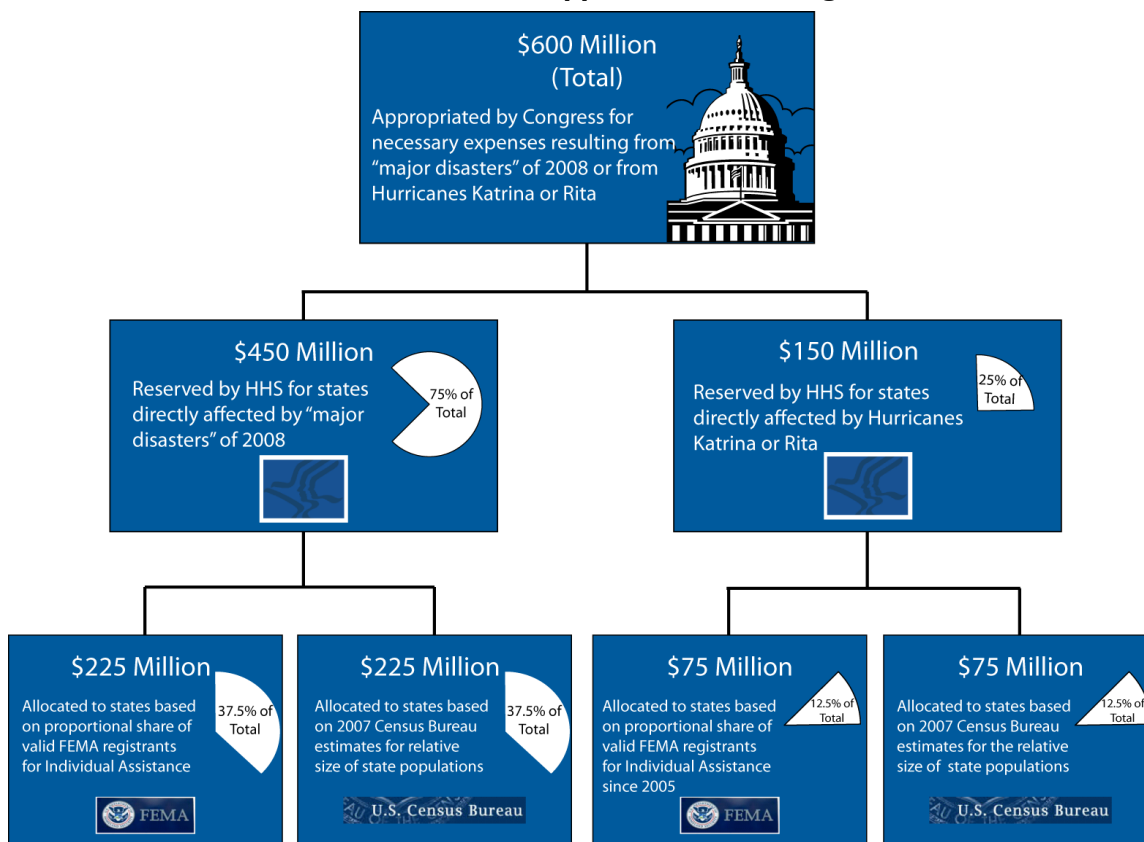 $600 Million
(Total)
Appropriated by Congress for
necessary expenses resulting from
“major disasters” of 2008 or from
Hurricanes Katrina or Rita
$450 Million
Reserved by HHS for states
directly affected by “major
disasters” of 2008
75% of
Total
$150 Million
Reserved by HHS for states
directly affected by Hurricanes
Katrina or Rita
25% of
Total
$225 Million
Allocated to states based
on proportional share of
valid FEMA registrants
for Individual Assistance
37.5% of
Total
FEMA
$225 Million
Allocated to states based
on 2007 Census Bureau
estimates for relative
size of state populations
37.5% of
Total
U.S. Census Bureau
$75 Million
Allocated to states based
on proportional share of
valid FEMA registrants
for Individual Assistance
since 2005
12.5% of
Total
FEMA
$75 Million
Allocated to states based
on 2007 Census Bureau
estimates for the relative
size of state populations
12.5% of
Total
U.S. Census Bureau